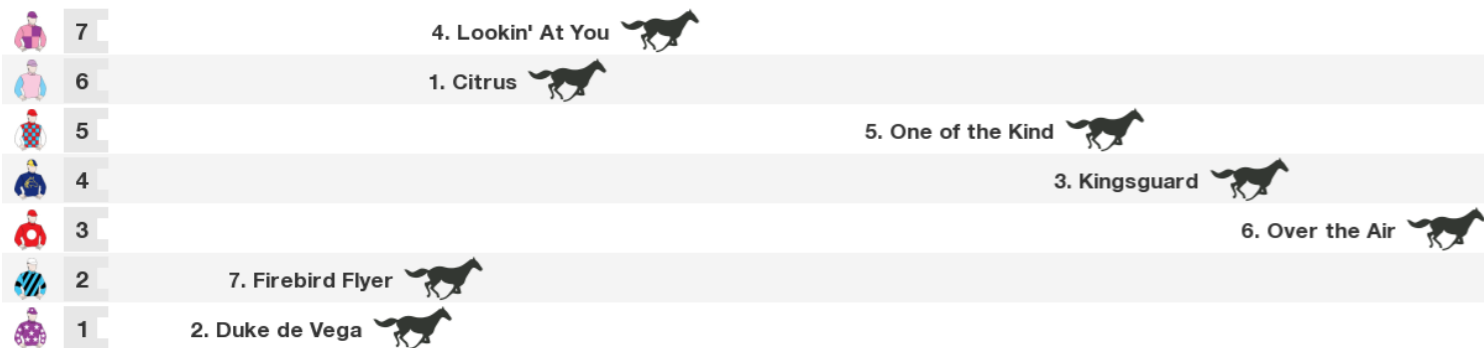 7 4. Lookin' At You
6 1. Citrus
5 5. One of the Kind
4 3. Kingsguard
3 6. Over the Air
2 7. Firebird Flyer
1 2. Duke de Vega